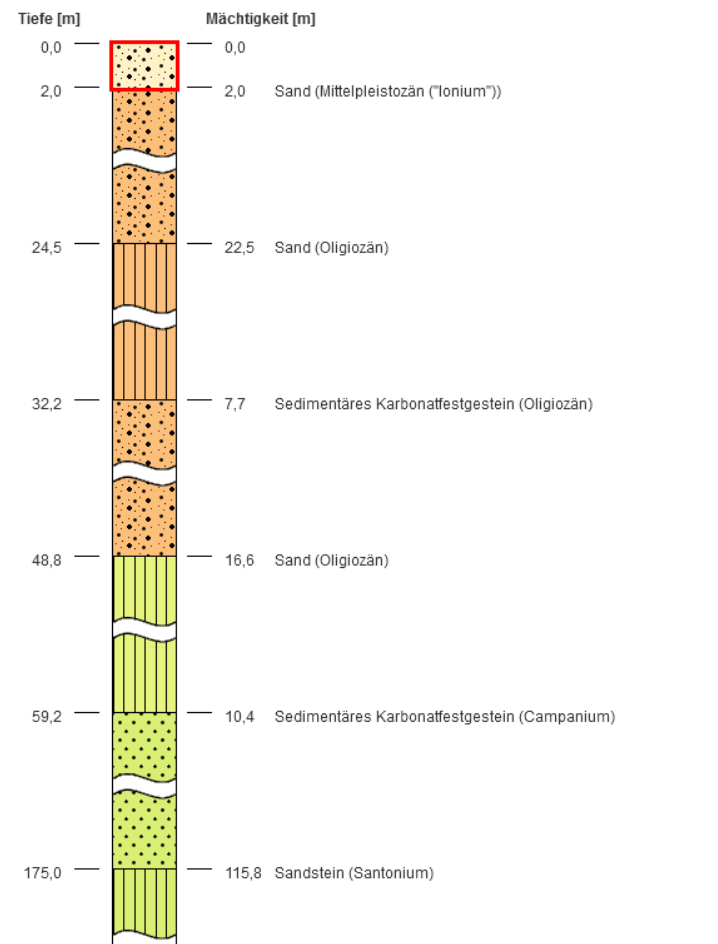 Tiefe [m] Mächtigkeit [m]
0,0 0,0
2,0 2,0 Sand (Mittelpleistozän ("Ionium"))
24,5 22,5 Sand (Oligiozän)
32,2 7,7 Sedimentäres Karbonatfestgestein (Oligiozän)
48,8 16,6 Sand (Oligiozän)
59,2 10,4 Sedimentäres Karbonatfestgestein (Campanium)
175,0 115,8 Sandstein (Santonium)